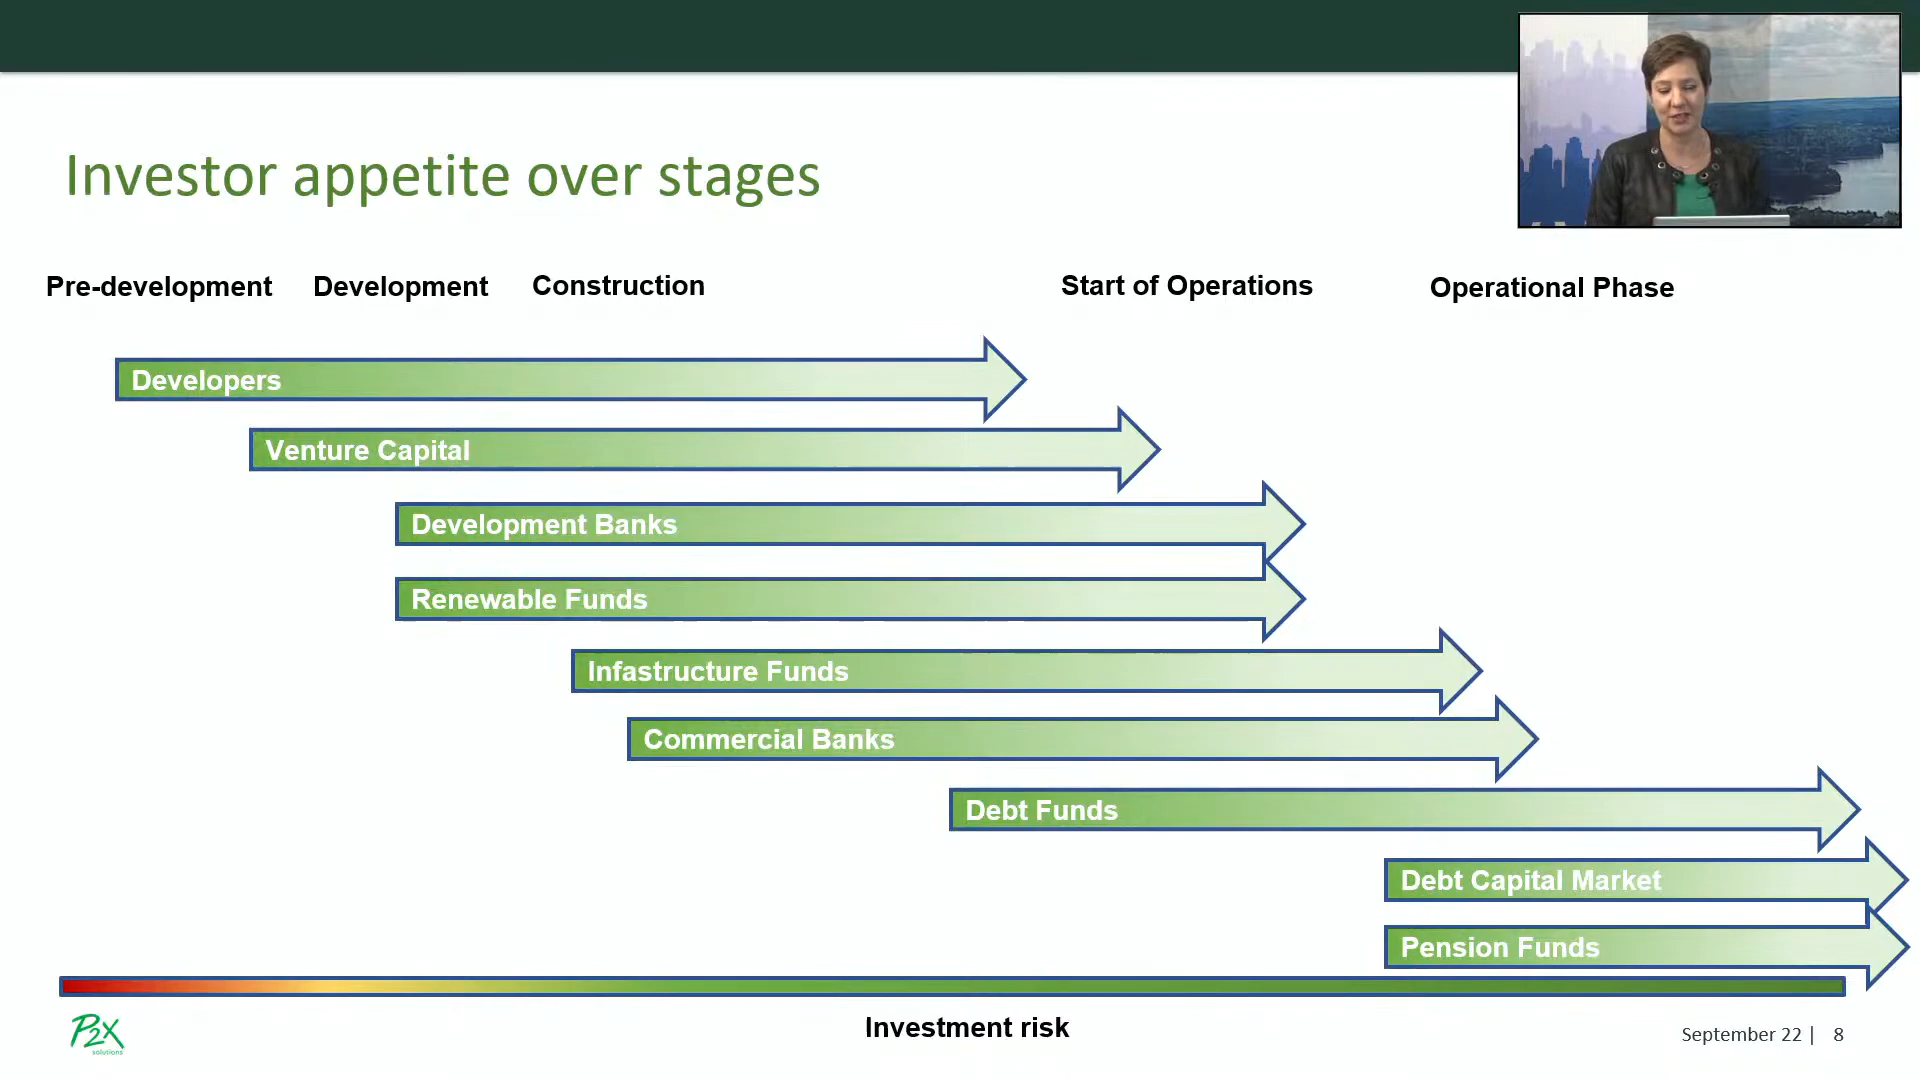 Investor appetite over stages
Pre-development Development Construction Start of Operations Operational Phase
Developers
Venture Capital
Development Banks
Renewable Funds
Infastructure Funds
Commercial Banks
Debt Funds
Debt Capital Market
Pension Funds
Investment risk
P2X
solutions
September 22 | 8